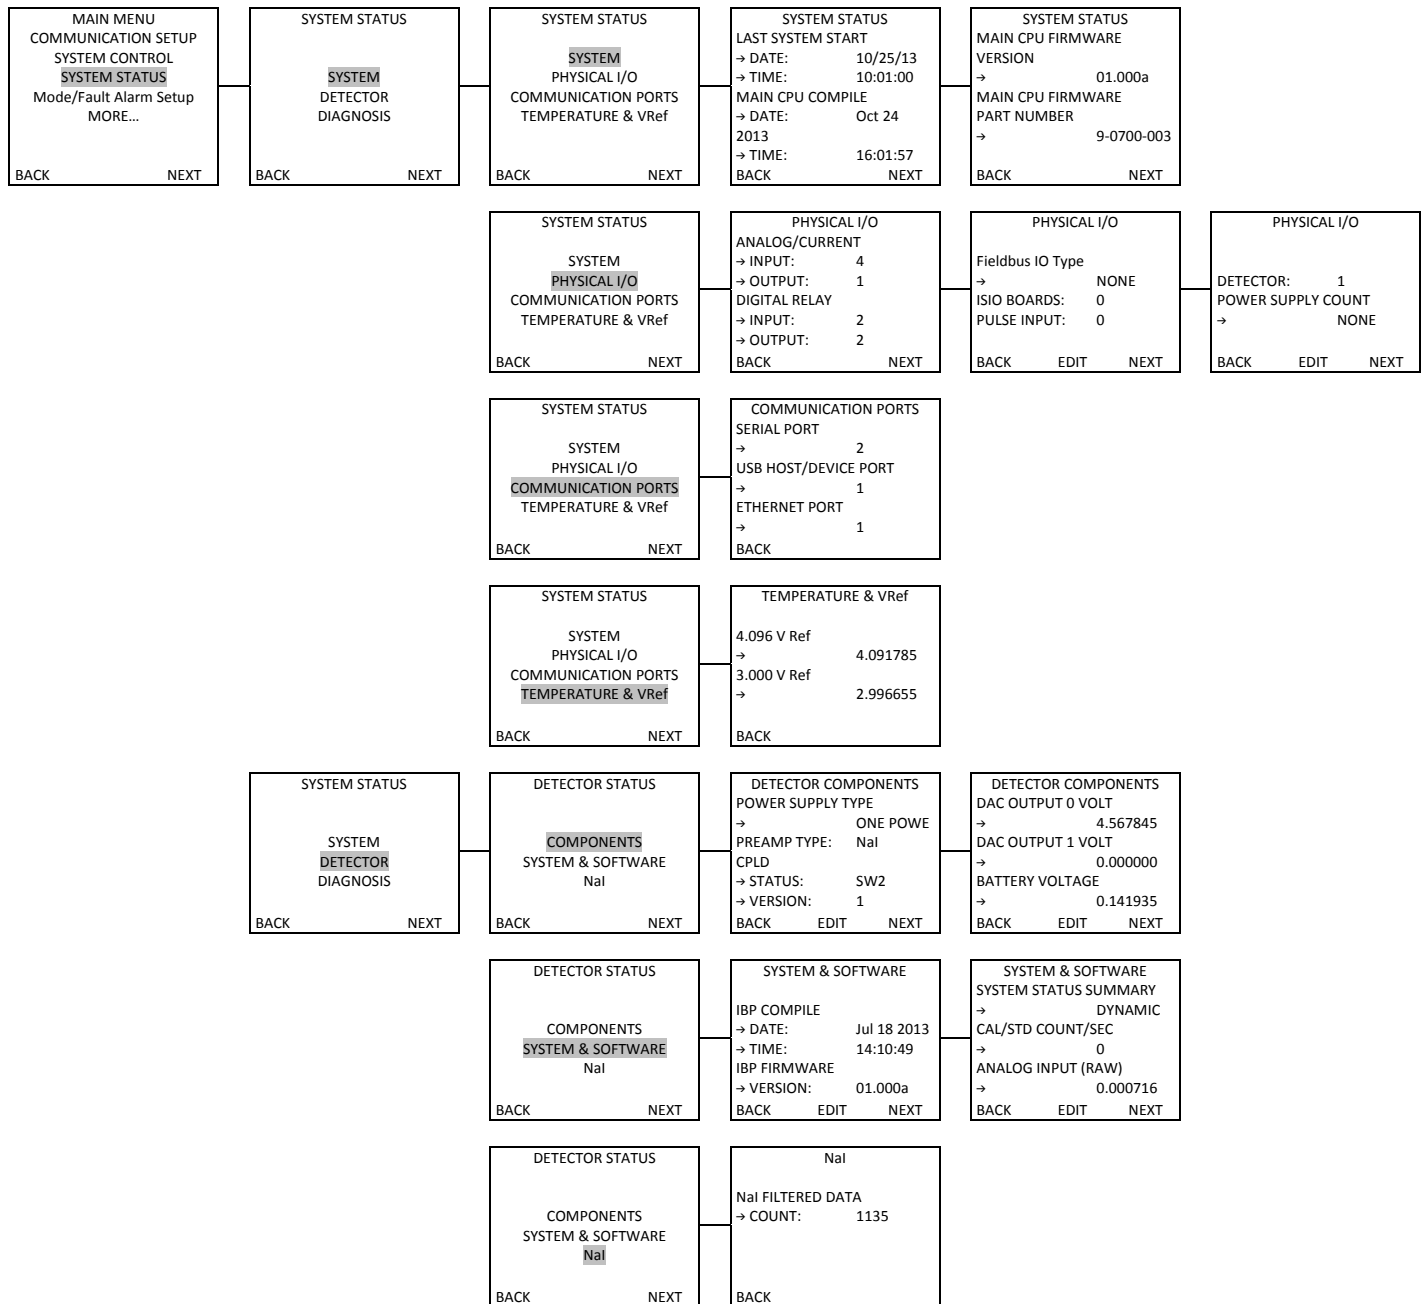 MAIN MENU
COMMUNICATION SETUP
SYSTEM CONTROL
SYSTEM STATUS
Mode/Fault Alarm Setup
MORE...
BACK NEXT
SYSTEM STATUS
SYSTEM
DETECTOR
DIAGNOSIS
BACK NEXT
SYSTEM STATUS
SYSTEM
PHYSICAL I/O
COMMUNICATION PORTS
TEMPERATURE & VRef
BACK NEXT
SYSTEM STATUS
LAST SYSTEM START
→ DATE: 10/25/13
→ TIME: 10:01:00
MAIN CPU COMPILE
→ DATE: Oct 24
2013
→ TIME: 16:01:57
BACK NEXT
SYSTEM STATUS
MAIN CPU FIRMWARE
VERSION
→ 01.000a
MAIN CPU FIRMWARE
PART NUMBER
→ 9-0700-003
BACK NEXT
SYSTEM STATUS
SYSTEM
PHYSICAL I/O
COMMUNICATION PORTS
TEMPERATURE & VRef
BACK NEXT
PHYSICAL I/O
ANALOG/CURRENT
→ INPUT: 4
→ OUTPUT: 1
DIGITAL RELAY
→ INPUT: 2
→ OUTPUT: 2
BACK NEXT
PHYSICAL I/O
Fieldbus IO Type
→ NONE
ISIO BOARDS: 0
PULSE INPUT: 0
BACK EDIT NEXT
PHYSICAL I/O
DETECTOR: 1
POWER SUPPLY COUNT
→ NONE
BACK EDIT NEXT
SYSTEM STATUS
SYSTEM
PHYSICAL I/O
COMMUNICATION PORTS
TEMPERATURE & VRef
BACK NEXT
COMMUNICATION PORTS
SERIAL PORT
→ 2
USB HOST/DEVICE PORT
→ 1
ETHERNET PORT
→ 1
BACK
SYSTEM STATUS
SYSTEM
PHYSICAL I/O
COMMUNICATION PORTS
TEMPERATURE & VRef
BACK NEXT
TEMPERATURE & VRef
4.096 V Ref
→ 4.091785
3.000 V Ref
→ 2.996655
BACK
SYSTEM STATUS
SYSTEM
DETECTOR
DIAGNOSIS
BACK NEXT
DETECTOR STATUS
COMPONENTS
SYSTEM & SOFTWARE
NaI
BACK NEXT
DETECTOR COMPONENTS
POWER SUPPLY TYPE
→ ONE POWE
PREAMP TYPE: NaI
CPLD
→ STATUS: SW2
→ VERSION: 1
BACK EDIT NEXT
DETECTOR COMPONENTS
DAC OUTPUT 0 VOLT
→ 4.567845
DAC OUTPUT 1 VOLT
→ 0.000000
BATTERY VOLTAGE
→ 0.141935
BACK EDIT NEXT
DETECTOR STATUS
COMPONENTS
SYSTEM & SOFTWARE
NaI
BACK NEXT
SYSTEM & SOFTWARE
IBP COMPILE
→ DATE: Jul 18 2013
→ TIME: 14:10:49
IBP FIRMWARE
→ VERSION: 01.000a
BACK EDIT NEXT
SYSTEM & SOFTWARE
SYSTEM STATUS SUMMARY
→ DYNAMIC
CAL/STD COUNT/SEC
→ 0
ANALOG INPUT (RAW)
→ 0.000716
BACK EDIT NEXT
DETECTOR STATUS
COMPONENTS
SYSTEM & SOFTWARE
NaI
BACK NEXT
NaI
NaI FILTERED DATA
→ COUNT: 1135
BACK